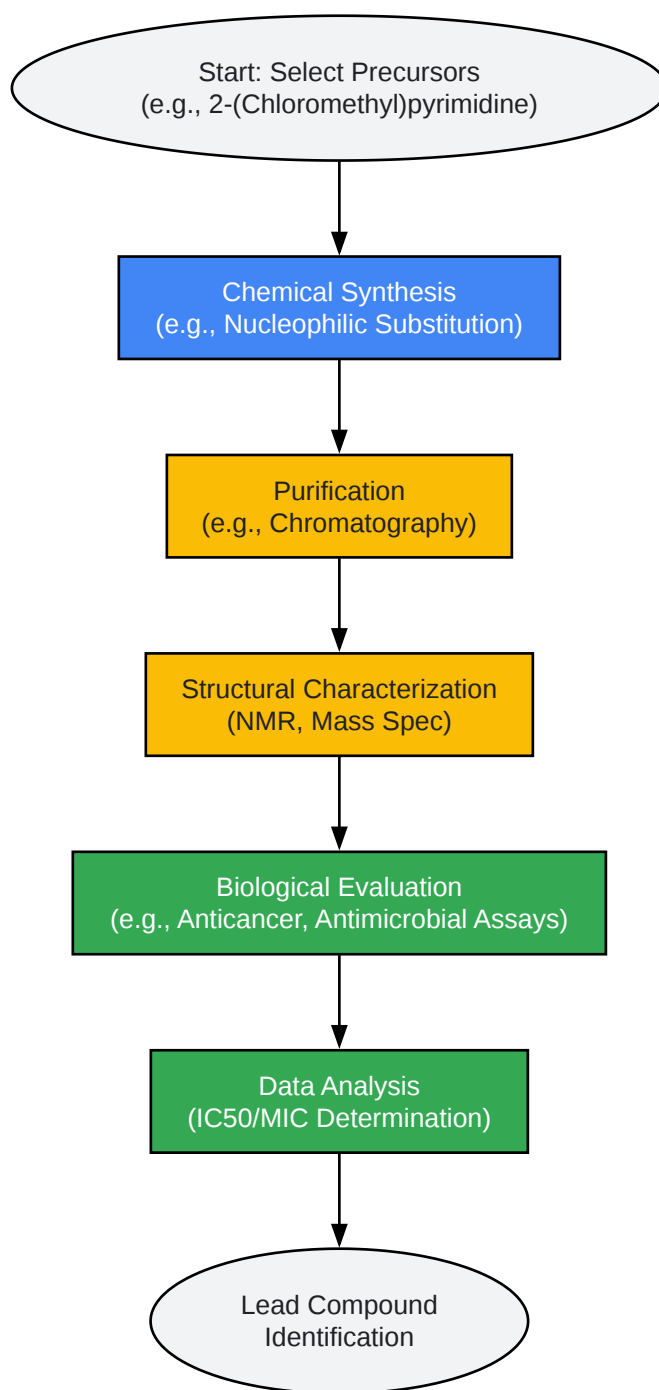 Start: Select Precursors
(e.g., 2-(Chloromethyl)pyrimidine)
Chemical Synthesis
(e.g., Nucleophilic Substitution)
Purification
(e.g., Chromatography)
Structural Characterization
(NMR, Mass Spec)
Biological Evaluation
(e.g., Anticancer, Antimicrobial Assays)
Data Analysis
(IC50/MIC Determination)
Lead Compound
Identification